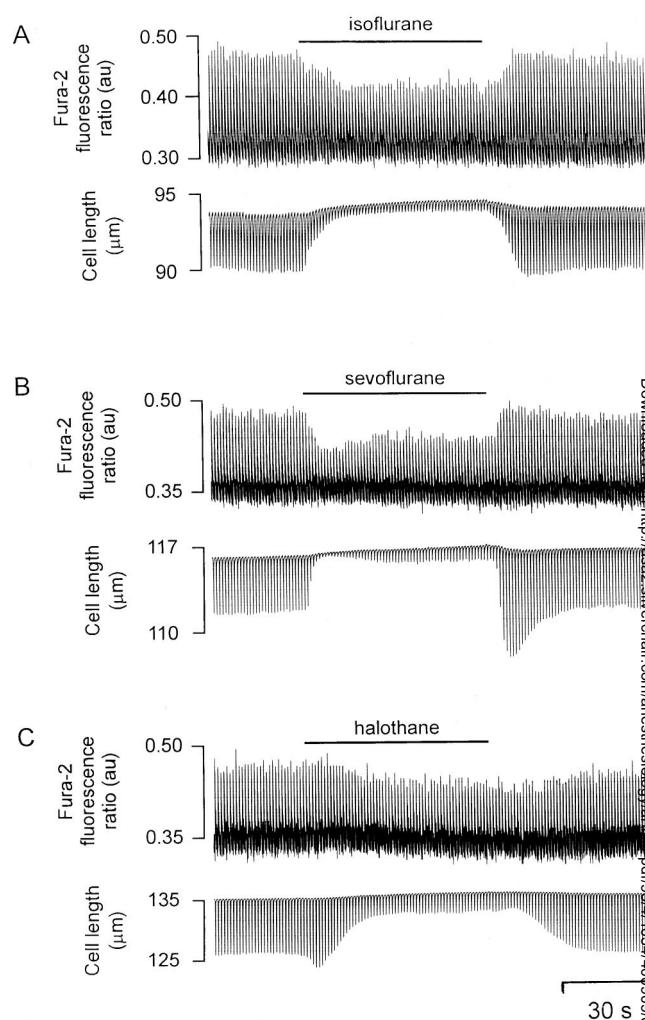 A
isoflurane
0.50
0.40
0.30
Fura-2
fluorescence
ratio (au)
95
90
Cell length
(μm)
B
sevoflurane
0.50
0.35
Fura-2
fluorescence
ratio (au)
117
110
Cell length
(μm)
C
halothane
0.50
0.35
Fura-2
fluorescence
ratio (au)
135
125
Cell length
(μm)
30 s